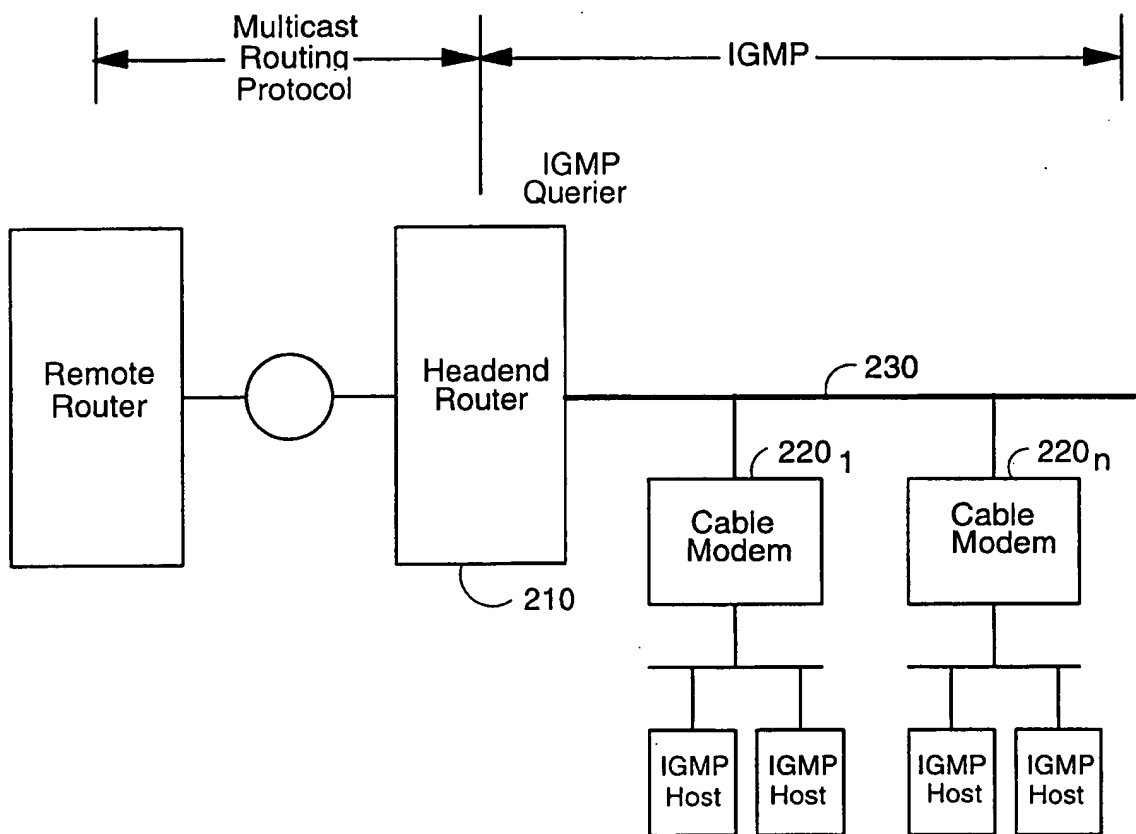 Multicast
Routing
Protocol
IGMP
IGMP
Querier
Remote
Router
Headend
Router
230
220 1
220 n
Cable
Modem
Cable
Modem
210
IGMP
Host
IGMP
Host
IGMP
Host
IGMP
Host